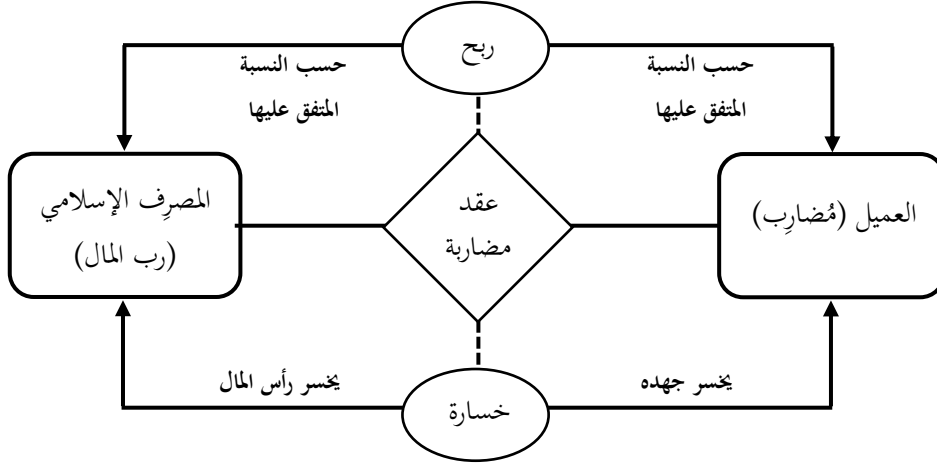 ربح
حسب النسبة
المتفق عليها
حسب النسبة
المتفق عليها
العميل (مُضارِب)
عقد
مضاربة
المصرِف الإسلامي
(رب المال)
يخسر جهده
يخسر رأس المال
خسارة